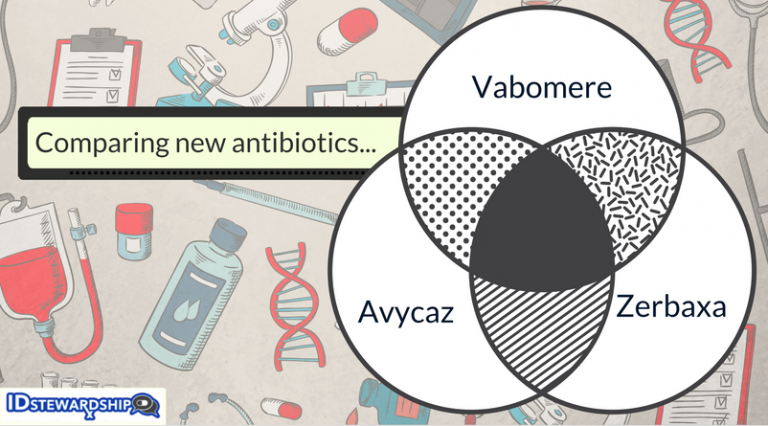 Vabomere
Comparing new antibiotics...
Avycaz
Zerbaxa
IDSTEWARDSHIP